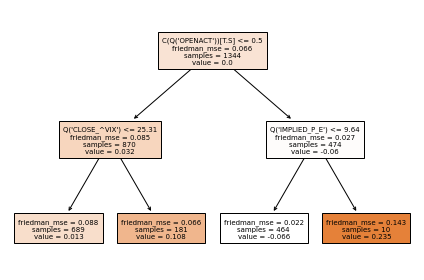 C(Q('OPENACT'))[T.S] <= 0.5
friedman_mse = 0.066
samples = 1344
value = 0.0
Q('CLOSE_^VIX') <= 25.31
friedman_mse = 0.085
samples = 870
value = 0.032
Q('IMPLIED_P_E') <= 9.64
friedman_mse = 0.027
samples = 474
value = -0.06
friedman_mse = 0.088
samples = 689
value = 0.013
friedman_mse = 0.066
samples = 181
value = 0.108
friedman_mse = 0.022
samples = 464
value = -0.066
friedman_mse = 0.143
samples = 10
value = 0.235